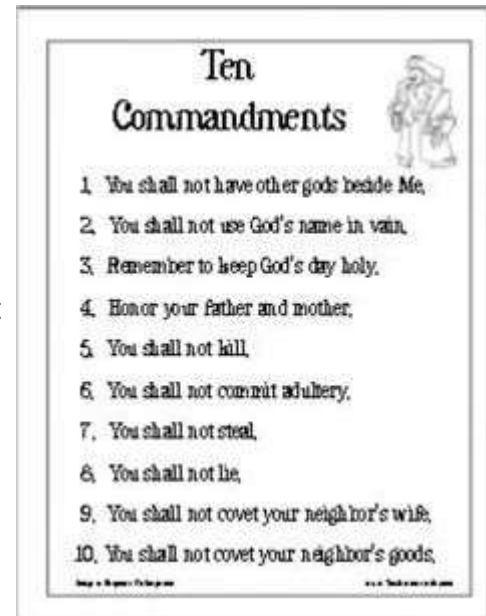 Ten
Commandments
1. You shall not have other gods beside Me.
2. You shall not use God's name in vain.
3. Remember to keep God's day holy.
4. Honor your father and mother.
5. You shall not kill.
6. You shall not commit adultery.
7. You shall not steal.
8. You shall not lie.
9. You shall not covet your neighbor's wife.
10. You shall not covet your neighbor's goods.